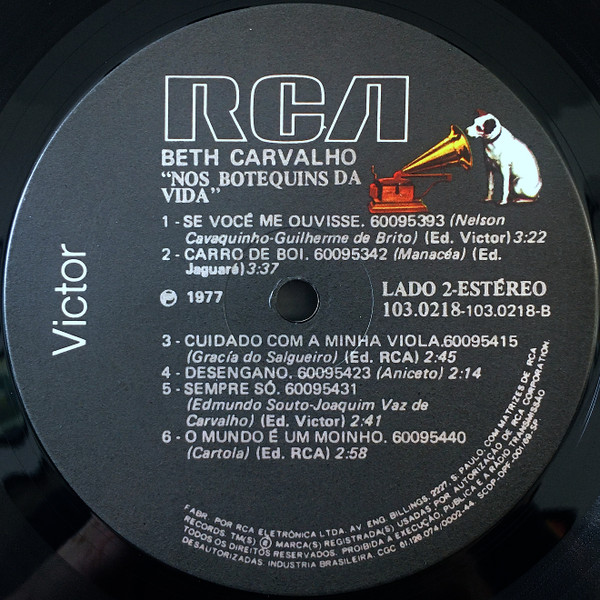 RCA
BETH CARVALHO
“NOS BOTEQUINS DA
VIDA”
1 - SE VOCÊ ME OUVISSE. 60095393 (Nelson
Cavaquinho-Guilherme de Brito) (Ed. Victor) 3:22
2 - CARRO DE BOI. 60095342 (Manacéa) (Ed.
Jaguaré) 3:37
Ⓟ 1977
LADO 2-ESTÉREO
103.0218-103.0218-B
3 - CUIDADO COM A MINHA VIOLA.60095415
(Gracía do Salgueiro) (Ed. RCA) 2:45
4 - DESENGANO. 60095423 (Aniceto) 2:14
5 - SEMPRE SÓ. 60095431
(Edmundo Souto-Joaquim Vaz de
Carvalho) (Ed. Victor) 2:41
6 - O MUNDO É UM MOINHO. 60095440
(Cartola) (Ed. RCA) 2:58
Victor
FABR. POR RCA ELETRÔNICA LTDA. AV. ENG. BILLINGS, 2227, S. PAULO, COM MATRIZES DE RCA
RECORDS. TM(S) ® MARCA(S) REGISTRADA(S) USADAS POR AUTORIZAÇÃO DE RCA CORPORATION.
TODOS OS DIREITOS RESERVADOS. PROIBIDA A EXECUÇÃO, PUBLICA E A RÁDIO/TRANSMISSÃO
DESAUTORIZADAS. INDUSTRIA BRASILEIRA. CGC 61.126.074/0002-44. SCDP-DPF-001/69-SP